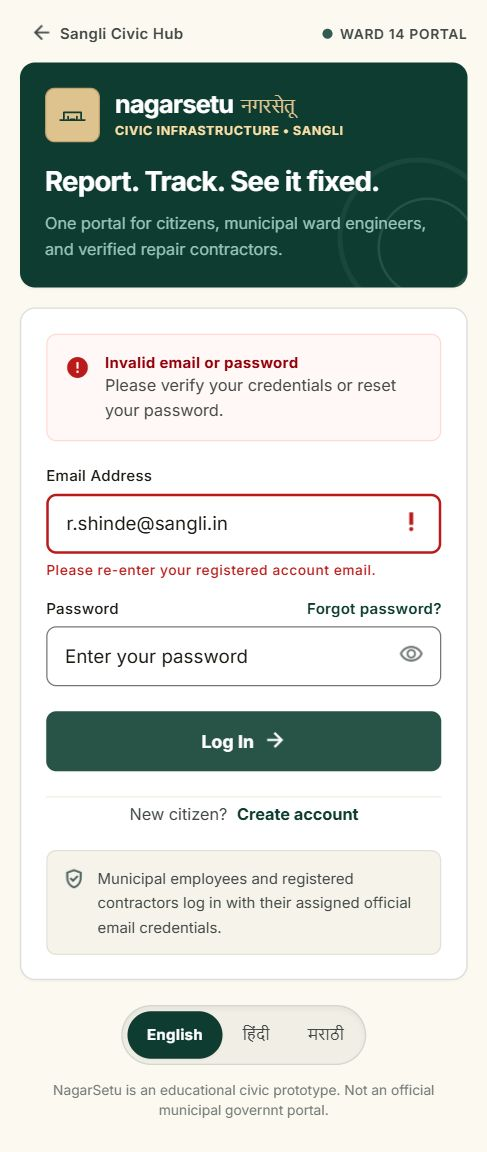 Sangli Civic Hub
WARD 14 PORTAL
nagarsetu नगरसेतू
CIVIC INFRASTRUCTURE • SANGLI
Report. Track. See it fixed.
One portal for citizens, municipal ward engineers,
and verified repair contractors.
Invalid email or password
Please verify your credentials or reset
your password.
Email Address
r.shinde@sangli.in
Please re-enter your registered account email.
Password
Forgot password?
Enter your password
Log In
New citizen? Create account
Municipal employees and registered
contractors log in with their assigned official
email credentials.
English
हिंदी
मराठी
NagarSetu is an educational civic prototype. Not an official
municipal governnt portal.